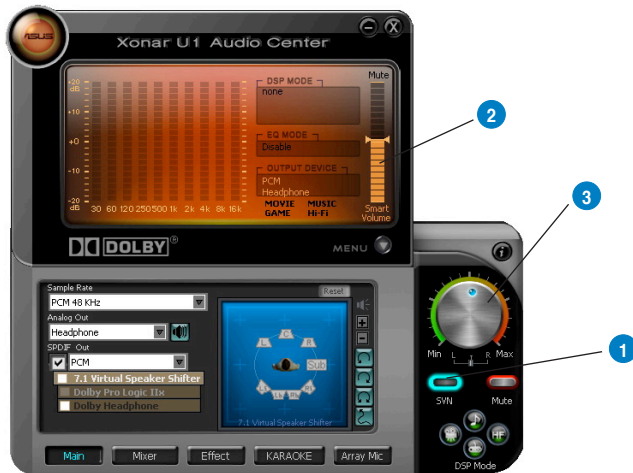 ASUS
Xonar U1 Audio Center
+20 dB
+10
+0
-10
-20 dB
30 60 120 250 500 1k 2k 4k 8k 16k
DSP MODE
none
EQ MODE
Disable
OUTPUT DEVICE
PCM
Headphone
MOVIE MUSIC
GAME Hi-Fi
Mute
Smart
Volume
2
DOLBY®
MENU
3
Sample Rate
PCM 48 KHz
Analog Out
Headphone
SPDIF Out
PCM
7.1 Virtual Speaker Shifter
Dolby Pro Logic IIx
Dolby Headphone
Reset
L C R
Sub
7.1 Virtual Speaker Shifter
i
Min L R Max
1
SVN Mute
HF
DSP Mode
Main Mixer Effect KARAOKE Array Mic